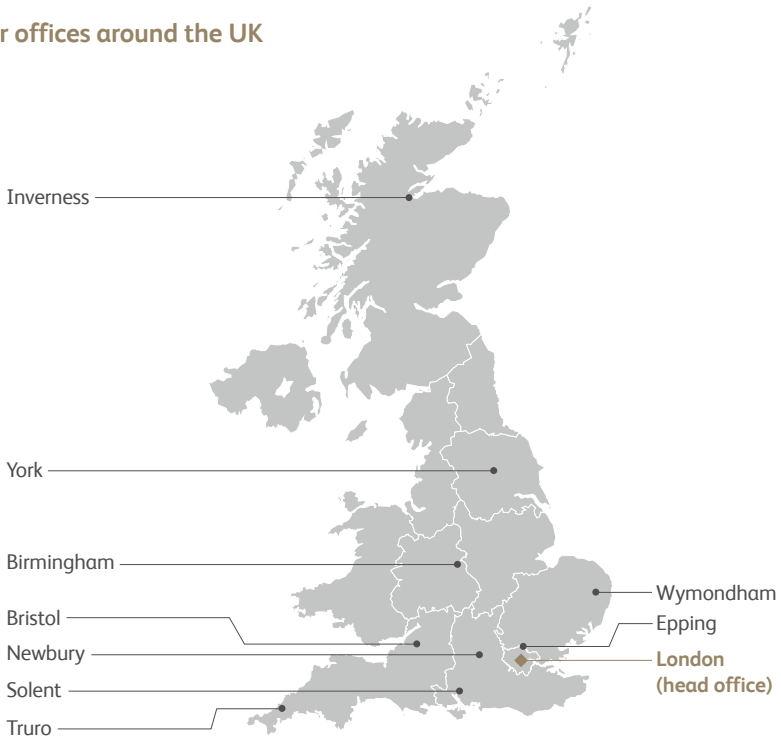 r offices around the UK
Inverness
York
Birmingham
Bristol
Newbury
Solent
Truro
Wymondham
Epping
London
(head office)